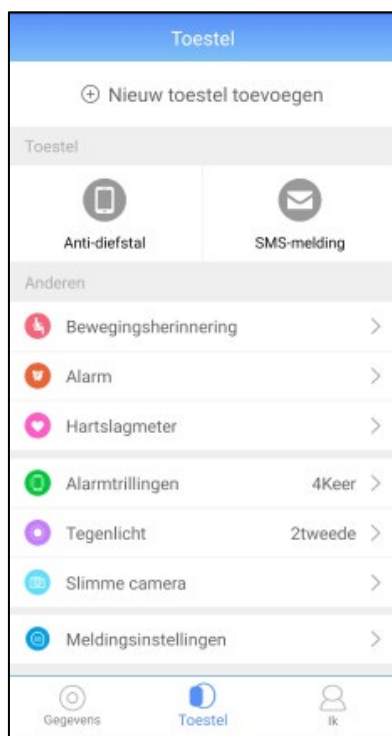 Toestel
Nieuw toestel toevoegen
Toestel
Anti-diefstal SMS-melding
Anderen
Bewegingsherinnering
Alarm
Hartslagmeter
Alarmtrillingen 4Keer
Tegenlicht 2tweede
Slimme camera
Meldingsinstellingen
Gegevens Toestel Ik